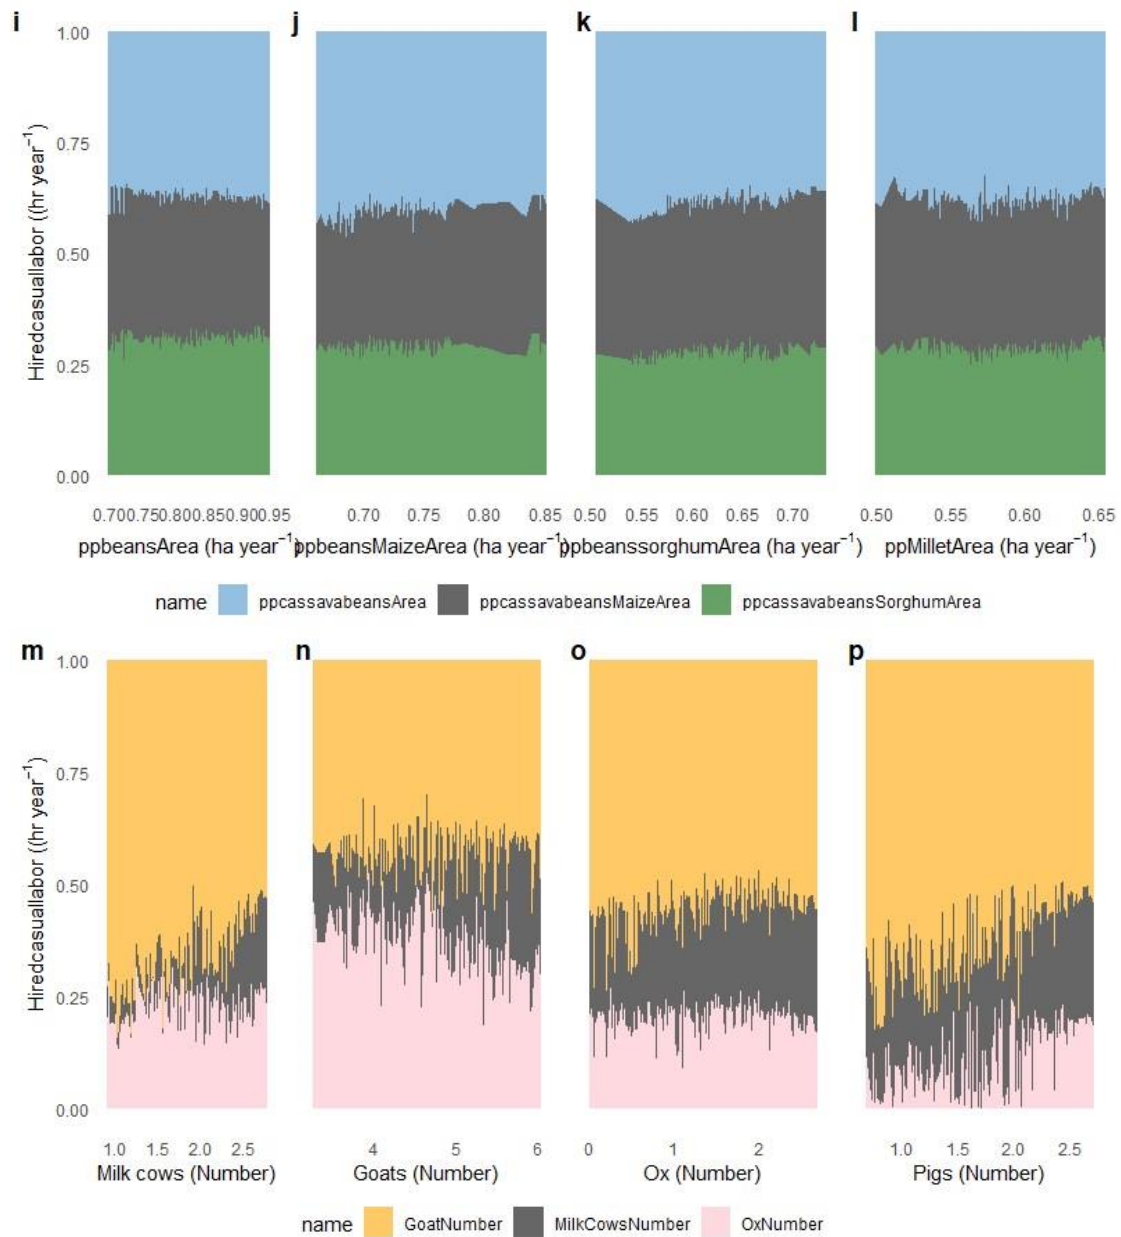 i j k l
Hiredcasuallabor ((hr year⁻¹)
1.00
0.75
0.50
0.25
0.00
0.700.750.800.850.900.95 0.70 0.75 0.80 0.85 0.50 0.55 0.60 0.65 0.70 0.50 0.55 0.60 0.65
ppbeansArea (ha year⁻¹) ppbeansMaizeArea (ha year⁻¹) ppbeanssorghumArea (ha year⁻¹) ppMilletArea (ha year⁻¹)
name ppcassavabeansArea ppcassavabeansMaizeArea ppcassavabeansSorghumArea
m n o p
Hiredcasuallabor ((hr year⁻¹)
1.00
0.75
0.50
0.25
0.00
1.0 1.5 2.0 2.5 4 5 6 0 1 2 1.0 1.5 2.0 2.5
Milk cows (Number) Goats (Number) Ox (Number) Pigs (Number)
name GoatNumber MilkCowsNumber OxNumber